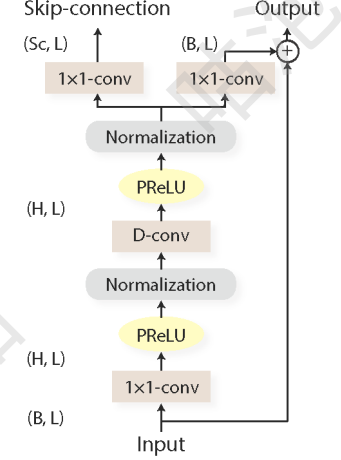 Skip-connection Output
(Sc, L) (B, L)
1×1-conv 1×1-conv +
Normalization
PReLU
(H, L)
D-conv
Normalization
PReLU
(H, L)
1×1-conv
(B, L)
Input